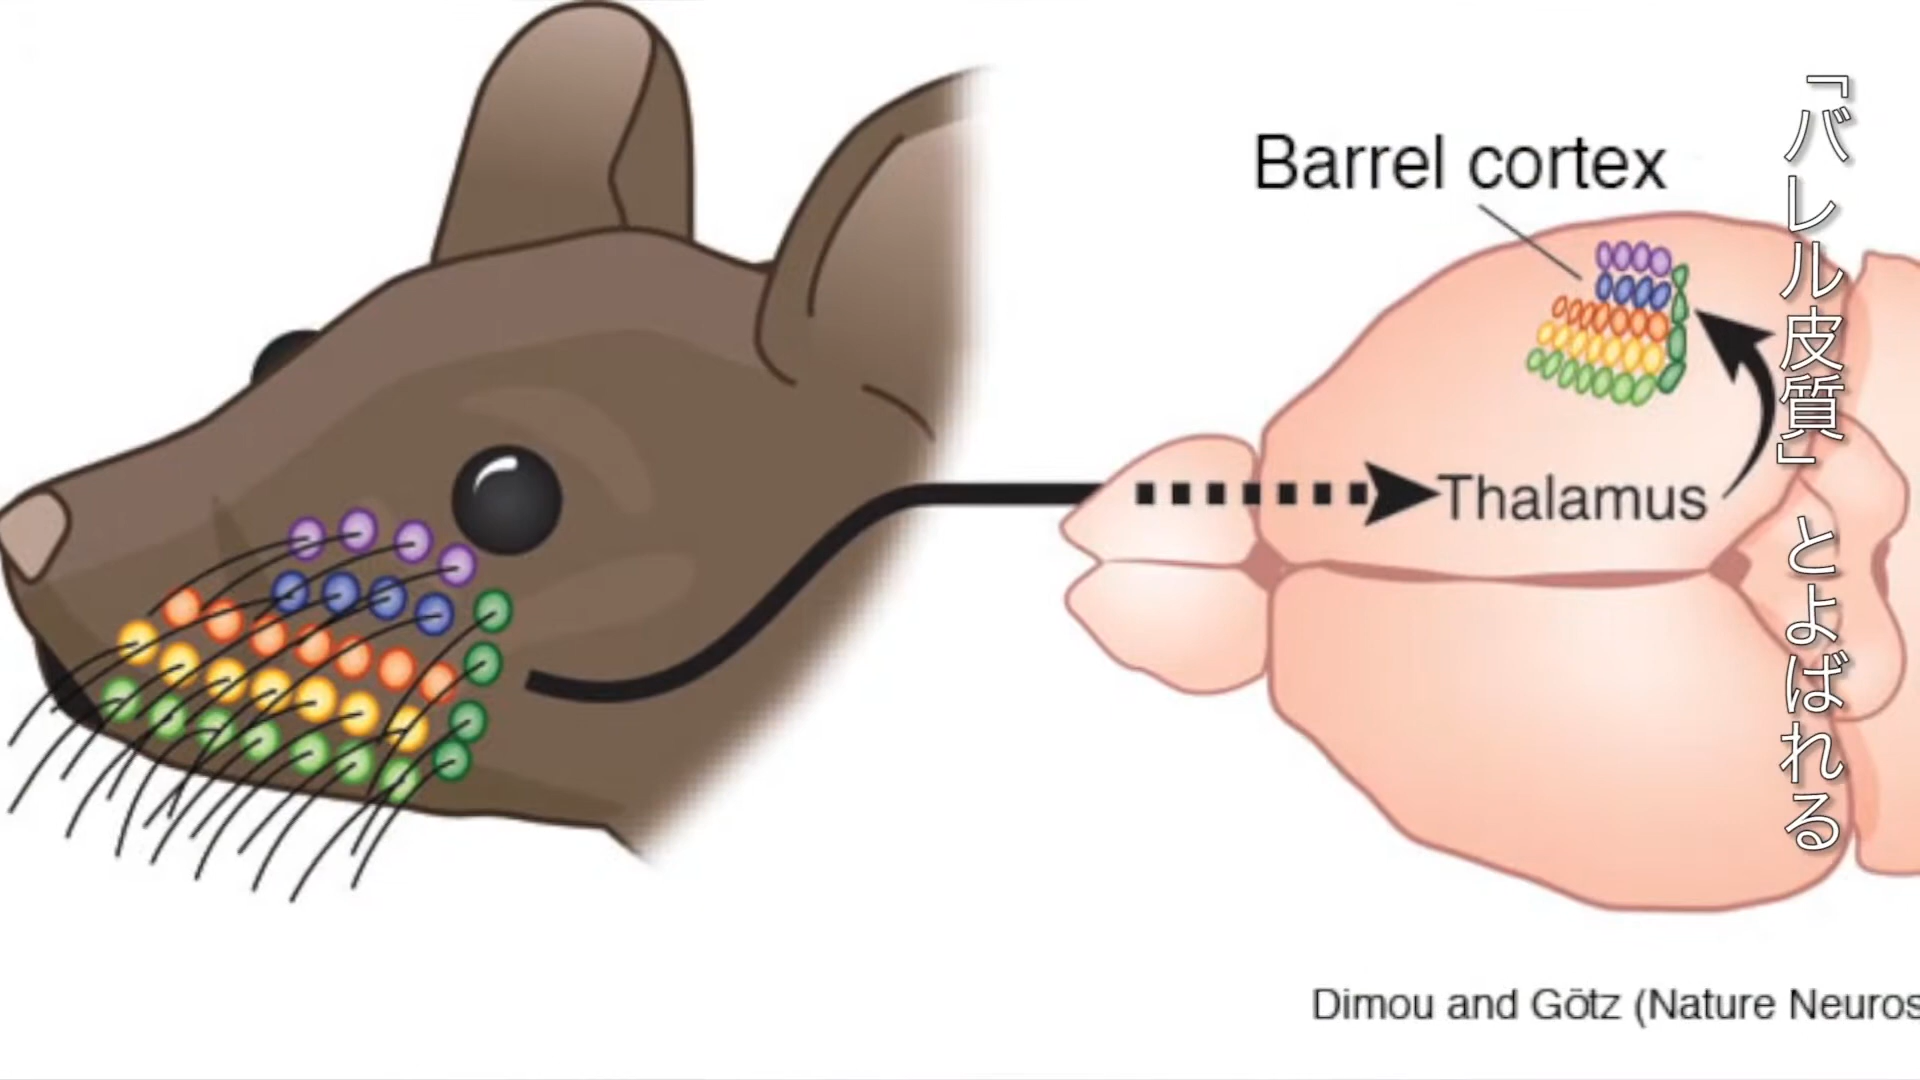 Barrel cortex
Thalamus
「バレル皮質」とよばれる
Dimou and Götz (Nature Neuros